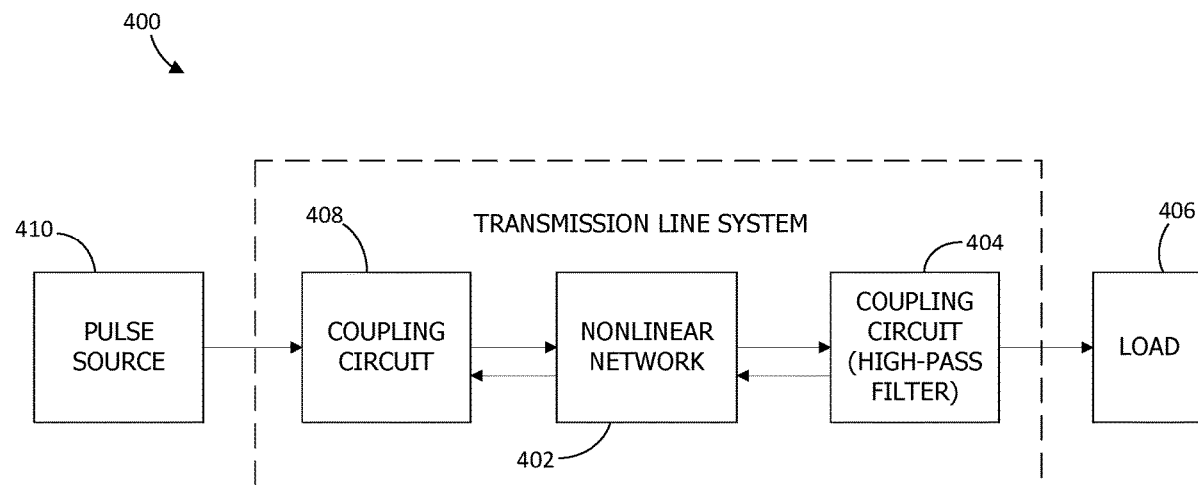 400
TRANSMISSION LINE SYSTEM
410
408
404
406
PULSE
SOURCE
COUPLING
CIRCUIT
NONLINEAR
NETWORK
COUPLING
CIRCUIT
(HIGH-PASS
FILTER)
LOAD
402